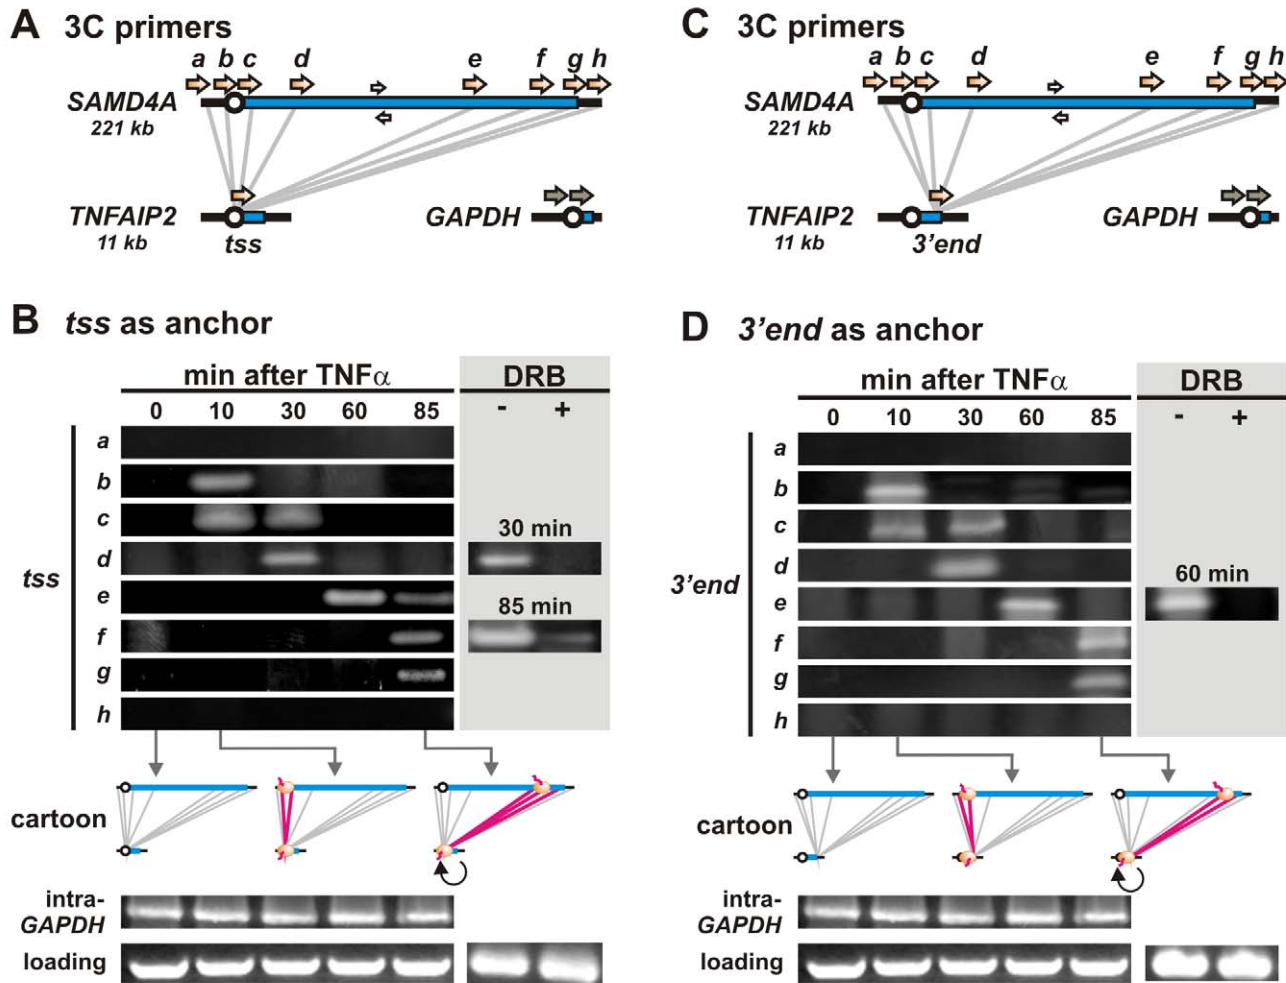 A 3C primers
a b c d e f g h
SAMD4A
221 kb
TNFAIP2
11 kb
tss
GAPDH
B tss as anchor
min after TNFα
DRB
0 10 30 60 85
- +
tss
a
b
c
30 min
d
85 min
e
f
g
h
cartoon
intra-
GAPDH
loading
C 3C primers
a b c d e f g h
SAMD4A
221 kb
TNFAIP2
11 kb
3'end
GAPDH
D 3'end as anchor
min after TNFα
DRB
0 10 30 60 85
- +
3'end
a
b
c
d
60 min
e
f
g
h
cartoon
intra-
GAPDH
loading